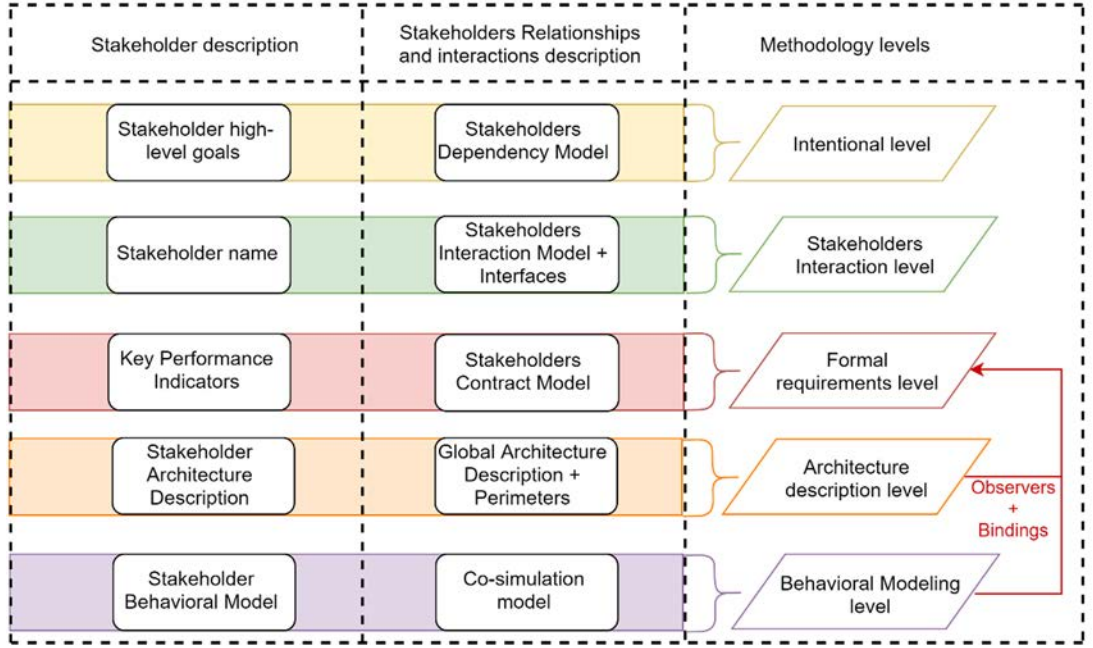 Stakeholder description
Stakeholders Relationships
and interactions description
Methodology levels
Stakeholder high-
level goals
Stakeholders
Dependency Model
Intentional level
Stakeholder name
Stakeholders
Interaction Model +
Interfaces
Stakeholders
Interaction level
Key Performance
Indicators
Stakeholders
Contract Model
Formal
requirements level
Stakeholder
Architecture
Description
Global Architecture
Description +
Perimeters
Architecture
description level
Observers
+
Bindings
Stakeholder
Behavioral Model
Co-simulation
model
Behavioral Modeling
level